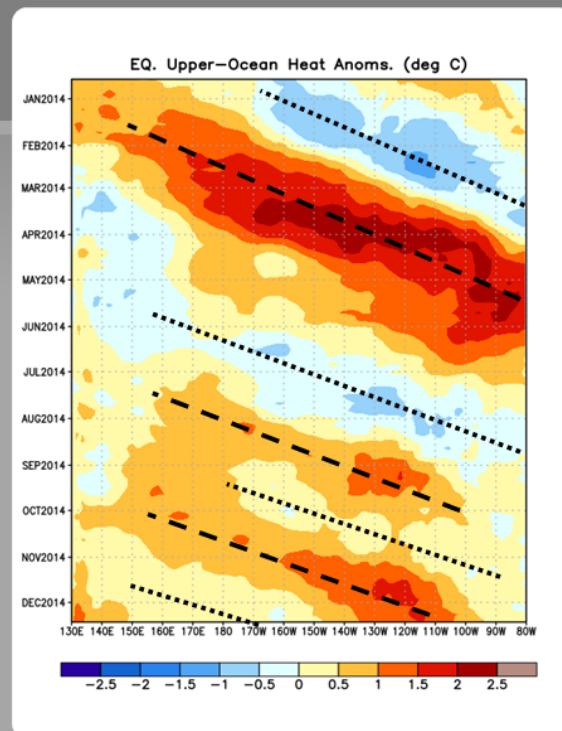 EQ. Upper-Ocean Heat Anoms. (deg C)
JAN2014
FEB2014
MAR2014
APR2014
MAY2014
JUN2014
JUL2014
AUG2014
SEP2014
OCT2014
NOV2014
DEC2014
130E 140E 150E 160E 170E 180 170W 160W 150W 140W 130W 120W 110W 100W 90W 80W
-2.5 -2 -1.5 -1 -0.5 0 0.5 1 1.5 2 2.5